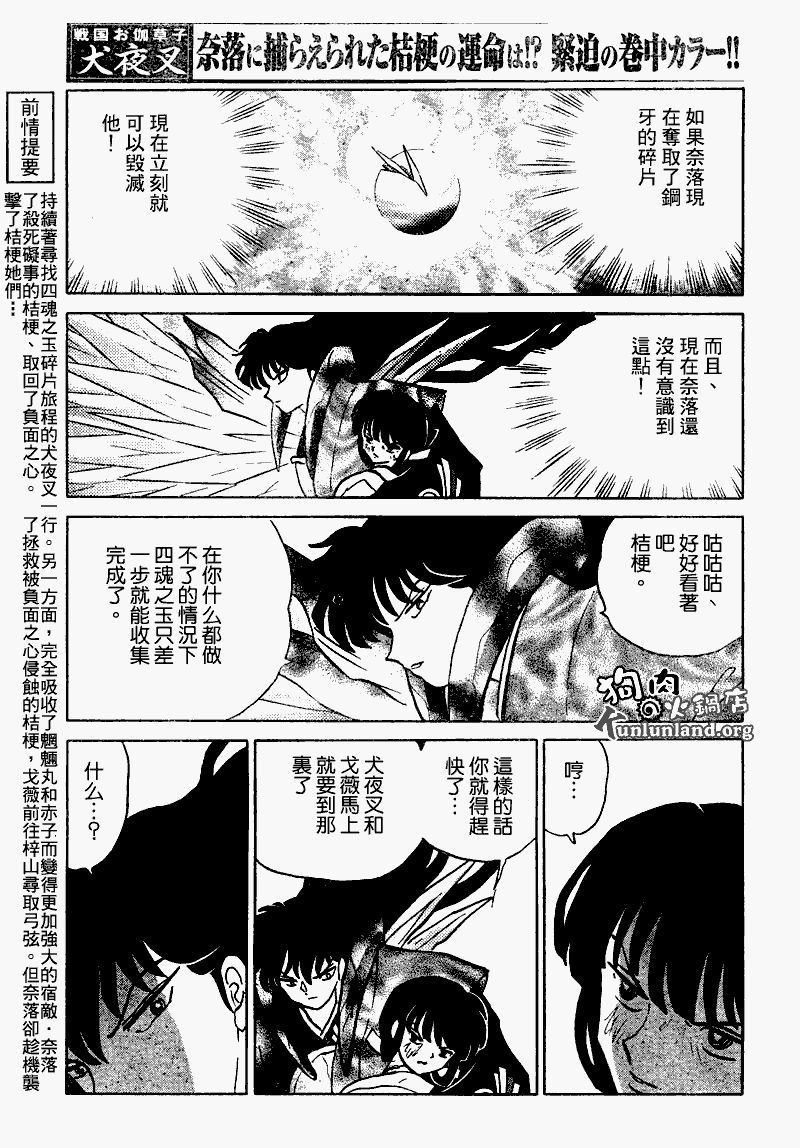 戦国お伽草子
犬夜叉
奈落に捕らえられた桔梗の運命は!? 緊迫の巻中カラー!!
前情提要
持續著尋找四魂之玉碎片旅程的犬夜叉一行。另一方面，完全吸收了魍魎丸和赤子而變得更加強大的宿敵·奈落
了殺死礙事的桔梗、取回了負面之心。了拯救被負面之心侵蝕的桔梗，戈薇前往梓山尋取弓弦。但奈落卻趁機襲
擊了桔梗她們…
如果奈落現
在奪取了鋼
牙的碎片
現在立刻就
可以毀滅
他！
而且、
現在奈落還
沒有意識到
這點！
咕咕咕、
好好看著
吧
桔梗。
在你什么都做
不了的情況下
四魂之玉只差
一步就能收集
完成了。
狗肉火鍋店
Kunlunland.org
哼…
這樣的話
你就得趕
快了…
犬夜叉和
戈薇馬上
就要到那
裏了
什么…？